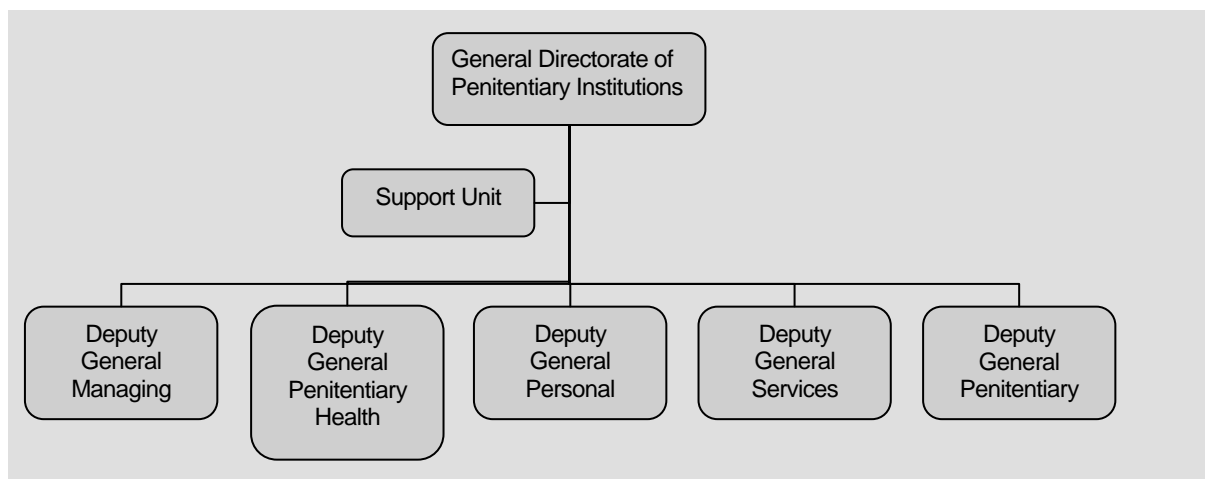 General Directorate of
Penitentiary Institutions
Support Unit
Deputy
General
Managing
Deputy
General
Penitentiary
Health
Deputy
General
Personal
Deputy
General
Services
Deputy
General
Penitentiary